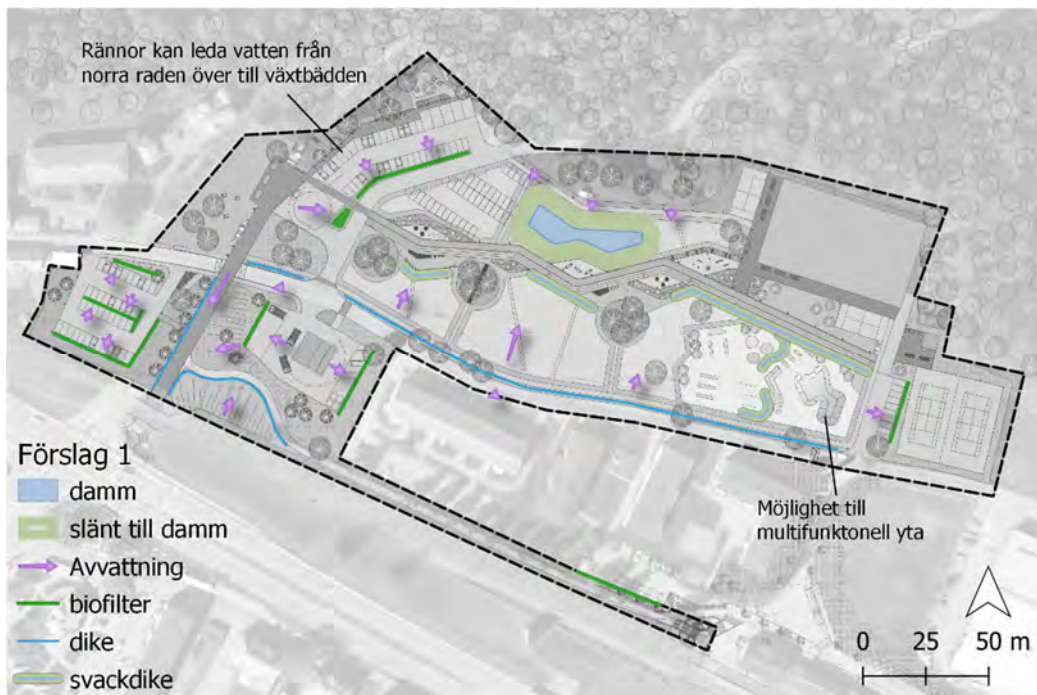 Rännor kan leda vatten från
norra raden över till växtbädden
Förslag 1
damm
slänt till damm
Avvattning
biofilter
dike
svackdike
Möjlighet till
multifunktonell yta
0 25 50 m